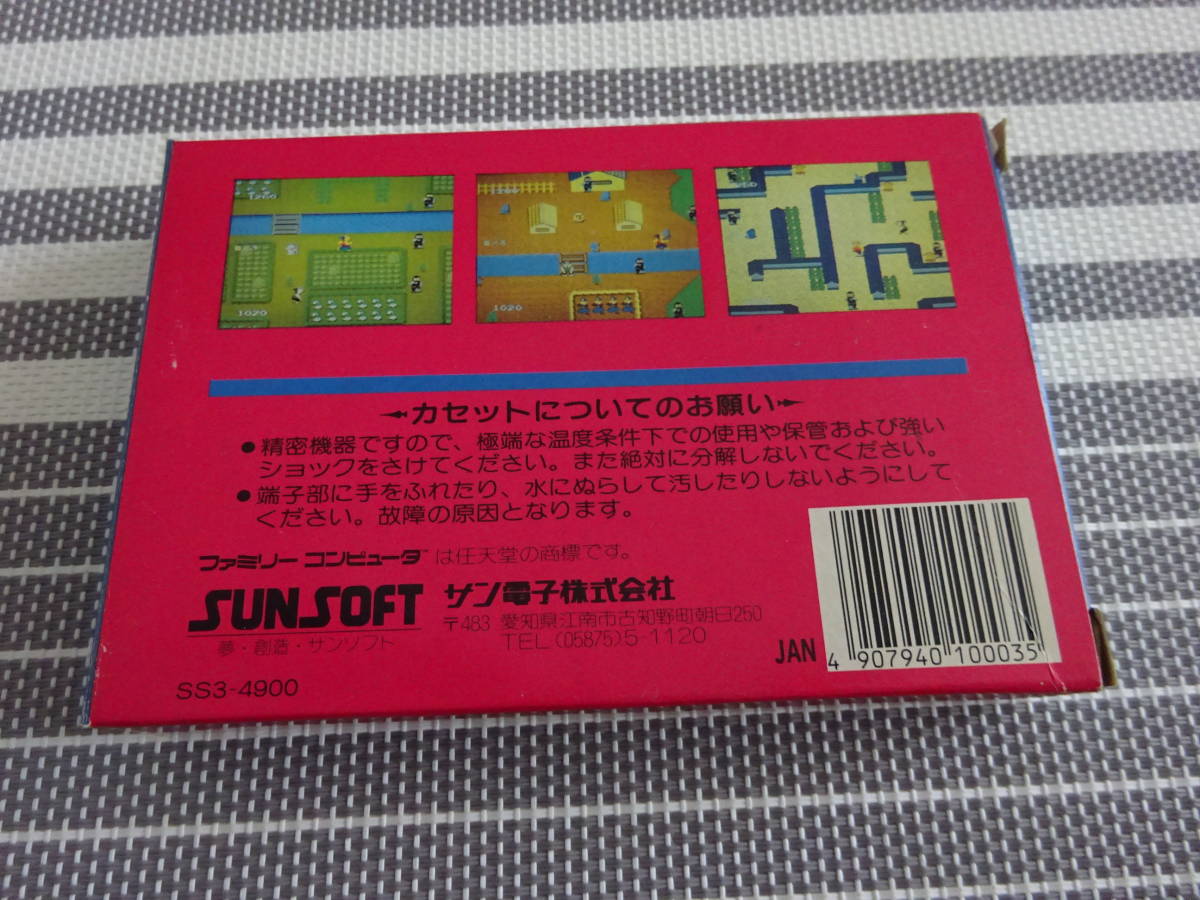 1260
1020
1260
1020
カセットについてのお願い
●精密機器ですので、極端な温度条件下での使用や保管および強い
ショックをさけてください。また絶対に分解しないでください。
●端子部に手をふれたり、水にぬらして汚したりしないようにして
ください。故障の原因となります。
ファミリー コンピュータ™は任天堂の商標です。
SUNSOFT
夢・創造・サンソフト
サン電子株式会社
〒483 愛知県江南市古知野町朝日250
TEL(05875)5-1120
SS3-4900
JAN 4 907940 100035